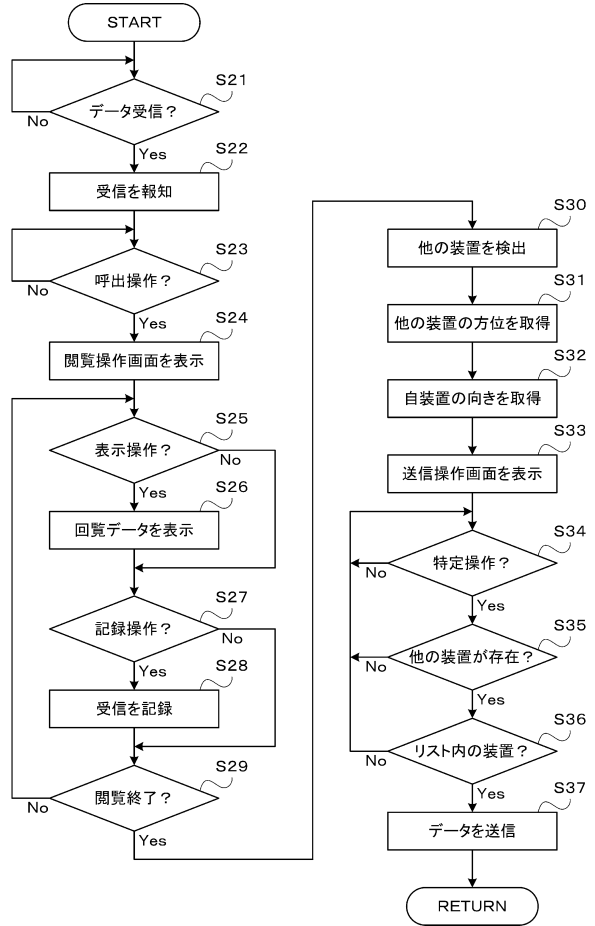 START
S21
データ受信？
No
Yes
S22
受信を報知
S23
呼出操作？
No
Yes
S24
閲覧操作画面を表示
S25
表示操作？
No
Yes
S26
回覧データを表示
S27
記録操作？
No
Yes
S28
受信を記録
S29
閲覧終了？
No
Yes
S30
他の装置を検出
S31
他の装置の方位を取得
S32
自装置の向きを取得
S33
送信操作画面を表示
S34
特定操作？
No
Yes
S35
他の装置が存在？
No
Yes
S36
リスト内の装置？
No
Yes
S37
データを送信
RETURN